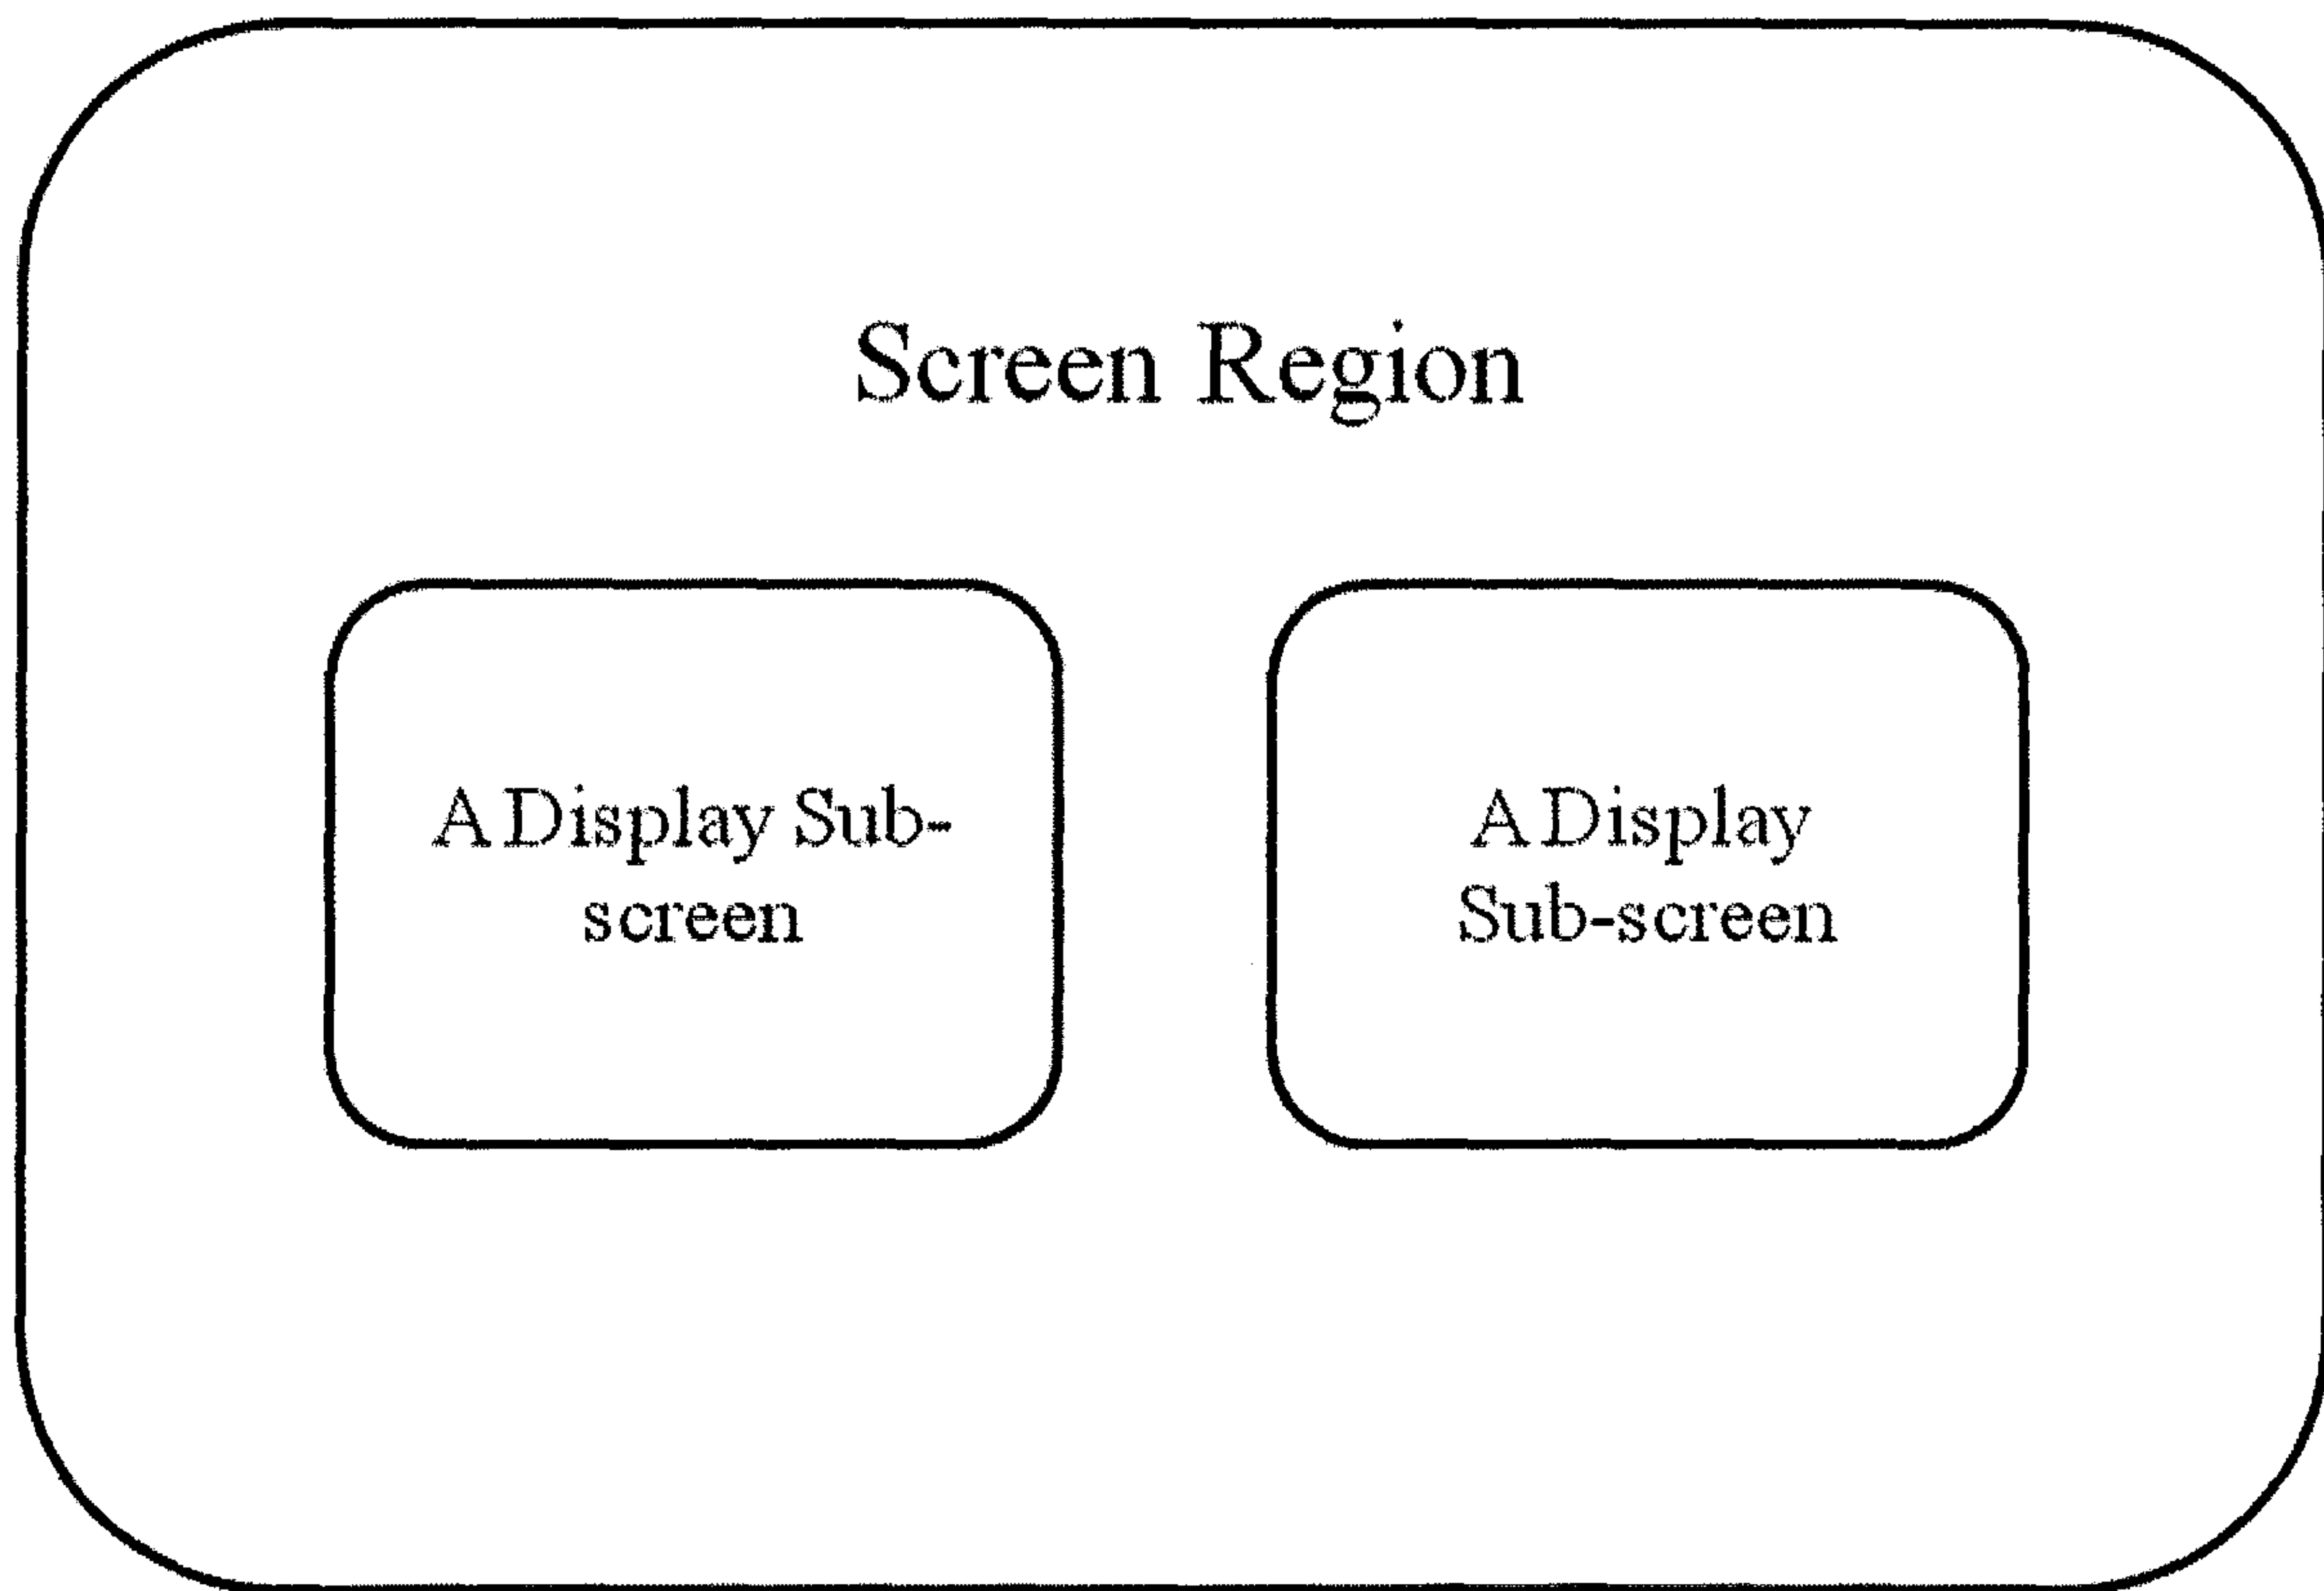 Screen Region
A Display Sub-
screen
A Display
Sub-screen